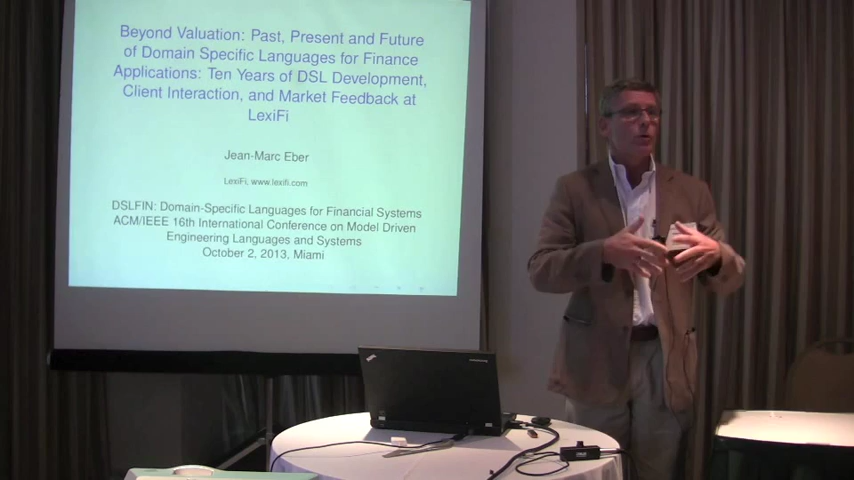 Beyond Valuation: Past, Present and Future
of Domain Specific Languages for Finance
Applications: Ten Years of DSL Development,
Client Interaction, and Market Feedback at
LexiFi
Jean-Marc Eber
LexiFi, www.lexifi.com
DSLFIN: Domain-Specific Languages for Financial Systems
ACM/IEEE 16th International Conference on Model Driven
Engineering Languages and Systems
October 2, 2013, Miami